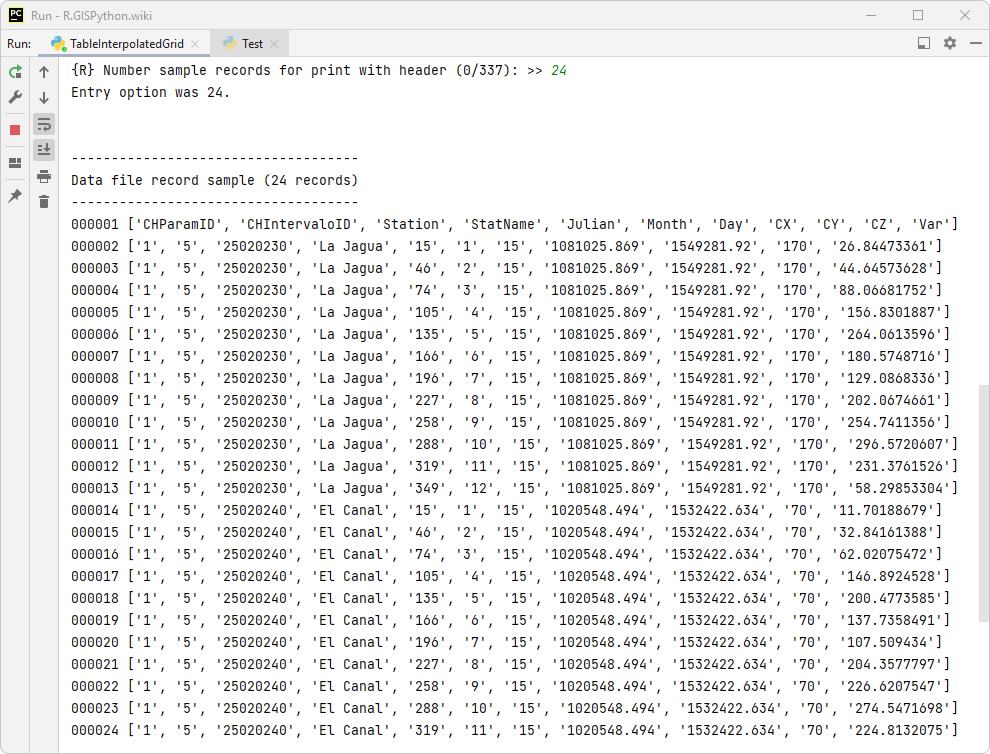 PC Run - R.GISPython.wiki
Run: TableInterpolatedGrid Test
{R} Number sample records for print with header (0/337): >> 24
Entry option was 24.
------------------------------------
Data file record sample (24 records)
------------------------------------
000001 ['CHParamID', 'CHIntervaloID', 'Station', 'StatName', 'Julian', 'Month', 'Day', 'CX', 'CY', 'CZ', 'Var']
000002 ['1', '5', '25020230', 'La Jagua', '15', '1', '15', '1081025.869', '1549281.92', '170', '26.84473361']
000003 ['1', '5', '25020230', 'La Jagua', '46', '2', '15', '1081025.869', '1549281.92', '170', '44.64573628']
000004 ['1', '5', '25020230', 'La Jagua', '74', '3', '15', '1081025.869', '1549281.92', '170', '88.06681752']
000005 ['1', '5', '25020230', 'La Jagua', '105', '4', '15', '1081025.869', '1549281.92', '170', '156.8301887']
000006 ['1', '5', '25020230', 'La Jagua', '135', '5', '15', '1081025.869', '1549281.92', '170', '264.0613596']
000007 ['1', '5', '25020230', 'La Jagua', '166', '6', '15', '1081025.869', '1549281.92', '170', '180.5748716']
000008 ['1', '5', '25020230', 'La Jagua', '196', '7', '15', '1081025.869', '1549281.92', '170', '129.0868336']
000009 ['1', '5', '25020230', 'La Jagua', '227', '8', '15', '1081025.869', '1549281.92', '170', '202.0674661']
000010 ['1', '5', '25020230', 'La Jagua', '258', '9', '15', '1081025.869', '1549281.92', '170', '254.7411356']
000011 ['1', '5', '25020230', 'La Jagua', '288', '10', '15', '1081025.869', '1549281.92', '170', '296.5720607']
000012 ['1', '5', '25020230', 'La Jagua', '319', '11', '15', '1081025.869', '1549281.92', '170', '231.3761526']
000013 ['1', '5', '25020230', 'La Jagua', '349', '12', '15', '1081025.869', '1549281.92', '170', '58.29853304']
000014 ['1', '5', '25020240', 'El Canal', '15', '1', '15', '1020548.494', '1532422.634', '70', '11.70188679']
000015 ['1', '5', '25020240', 'El Canal', '46', '2', '15', '1020548.494', '1532422.634', '70', '32.84161388']
000016 ['1', '5', '25020240', 'El Canal', '74', '3', '15', '1020548.494', '1532422.634', '70', '62.02075472']
000017 ['1', '5', '25020240', 'El Canal', '105', '4', '15', '1020548.494', '1532422.634', '70', '146.8924528']
000018 ['1', '5', '25020240', 'El Canal', '135', '5', '15', '1020548.494', '1532422.634', '70', '200.4773585']
000019 ['1', '5', '25020240', 'El Canal', '166', '6', '15', '1020548.494', '1532422.634', '70', '137.7358491']
000020 ['1', '5', '25020240', 'El Canal', '196', '7', '15', '1020548.494', '1532422.634', '70', '107.509434']
000021 ['1', '5', '25020240', 'El Canal', '227', '8', '15', '1020548.494', '1532422.634', '70', '204.3577797']
000022 ['1', '5', '25020240', 'El Canal', '258', '9', '15', '1020548.494', '1532422.634', '70', '226.6207547']
000023 ['1', '5', '25020240', 'El Canal', '288', '10', '15', '1020548.494', '1532422.634', '70', '274.5471698']
000024 ['1', '5', '25020240', 'El Canal', '319', '11', '15', '1020548.494', '1532422.634', '70', '224.8132075']